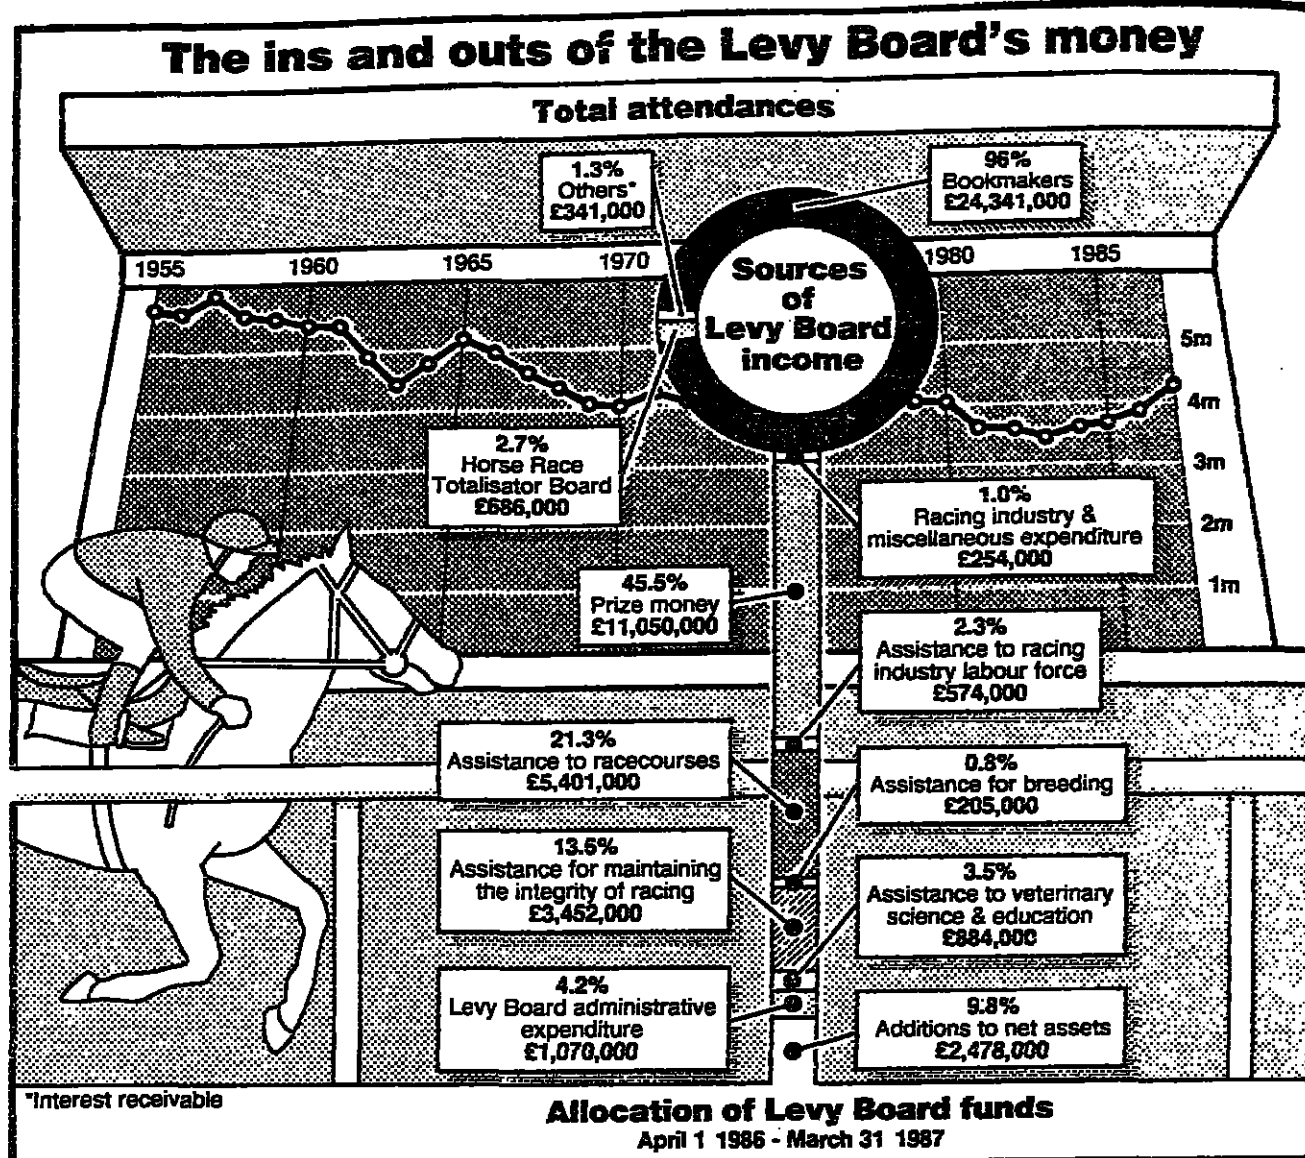 The ins and outs of the Levy Board's money
Total attendances
1.3%
Others*
£341,000
96%
Bookmakers
£24,341,000
1955 1960 1965 1970 1980 1985
Sources
of
Levy Board
income
5m
4m
3m
2m
1m
2.7%
Horse Race
Totalisator Board
£686,000
1.0%
Racing industry &
miscellaneous expenditure
£254,000
45.5%
Prize money
£11,050,000
2.3%
Assistance to racing
industry labour force
£574,000
21.3%
Assistance to racecourses
£5,401,000
0.8%
Assistance for breeding
£205,000
13.6%
Assistance for maintaining
the integrity of racing
£3,452,000
3.5%
Assistance to veterinary
science & education
£884,000
4.2%
Levy Board administrative
expenditure
£1,070,000
9.8%
Additions to net assets
£2,478,000
*Interest receivable
Allocation of Levy Board funds
April 1 1986 - March 31 1987